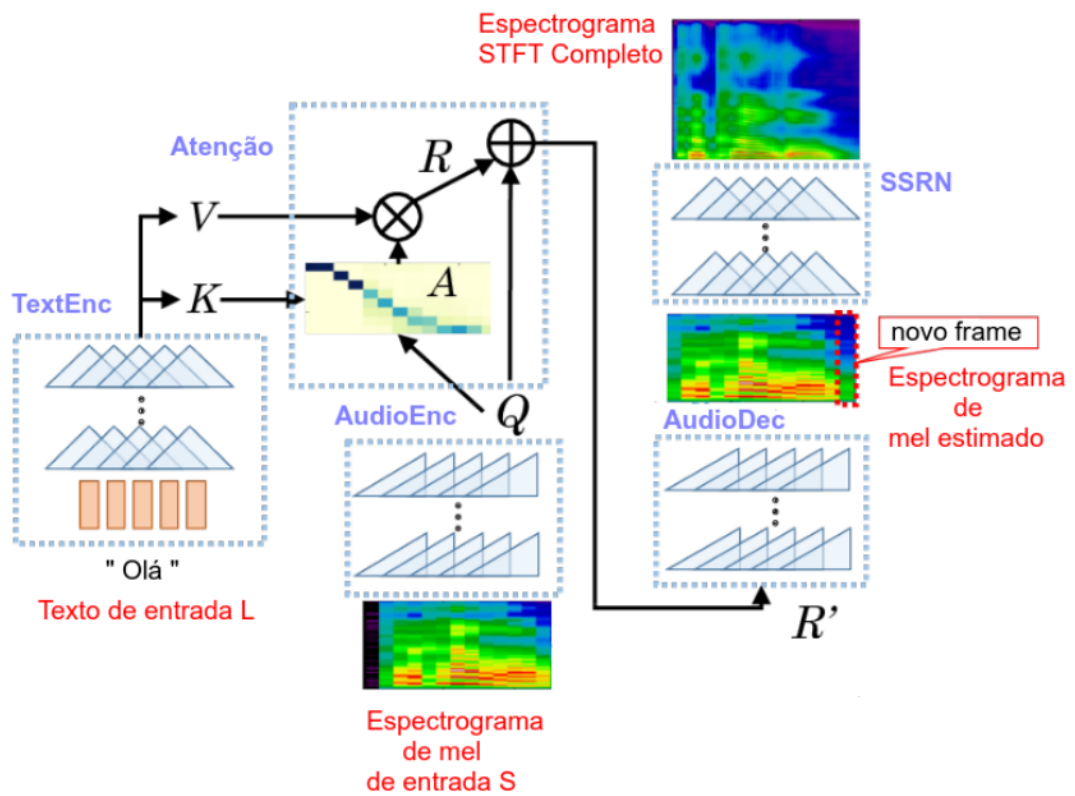 Espectrograma
STFT Completo
Atenção
R
SSRN
V
TextEnc
K
A
novo frame
Espectrograma
de
mel estimado
AudioEnc
Q
AudioDec
" Olá "
Texto de entrada L
R’
Espectrograma
de mel
de entrada S